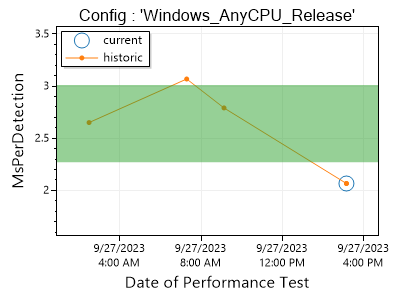 Config : 'Windows_AnyCPU_Release'
current
historic
3.5
3
2.5
2
MsPerDetection
9/27/2023
4:00 AM
9/27/2023
8:00 AM
9/27/2023
12:00 PM
9/27/2023
4:00 PM
Date of Performance Test